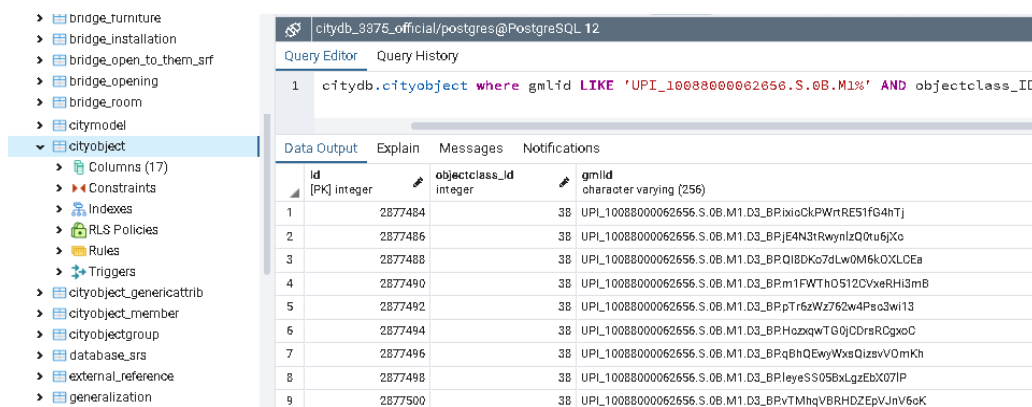 bridge_furniture
bridge_installation
bridge_open_to_them_srf
bridge_opening
bridge_room
citymodel
cityobject
Columns (17)
Constraints
Indexes
RLS Policies
Rules
Triggers
cityobject_genericattrib
cityobject_member
cityobjectgroup
database_srs
external_reference
generalization
citydb_3375_official/postgres@PostgreSQL 12
Query Editor Query History
1 citydb.cityobject where gmlid LIKE 'UPI_10088000062656.S.0B.M1%' AND objectclass_ID
Data Output Explain Messages Notifications
id objectclass_id gmlid
[PK] integer integer character varying (256)
1 2877484 38 UPI_10088000062656.S.0B.M1.D3_BP.ixioCkPWrtRE51fG4hTj
2 2877486 38 UPI_10088000062656.S.0B.M1.D3_BP.jE4N3tRwynlzQ0tu6jXc
3 2877488 38 UPI_10088000062656.S.0B.M1.D3_BP.QI8DKo7dLw0M6kOXLCEa
4 2877490 38 UPI_10088000062656.S.0B.M1.D3_BP.m1FWThO512CVxeRHi3mB
5 2877492 38 UPI_10088000062656.S.0B.M1.D3_BP.pTr6zWz762w4Psc3wi13
6 2877494 38 UPI_10088000062656.S.0B.M1.D3_BP.HozxqwTG0jCDrsRCgxoC
7 2877496 38 UPI_10088000062656.S.0B.M1.D3_BP.qBhQEwyWxsQizsvVOmKh
8 2877498 38 UPI_10088000062656.S.0B.M1.D3_BP.leyeSS05BxLgzEbX07lP
9 2877500 38 UPI_10088000062656.S.0B.M1.D3_BP.vTMhqVBRHDZEpVJnV6oK